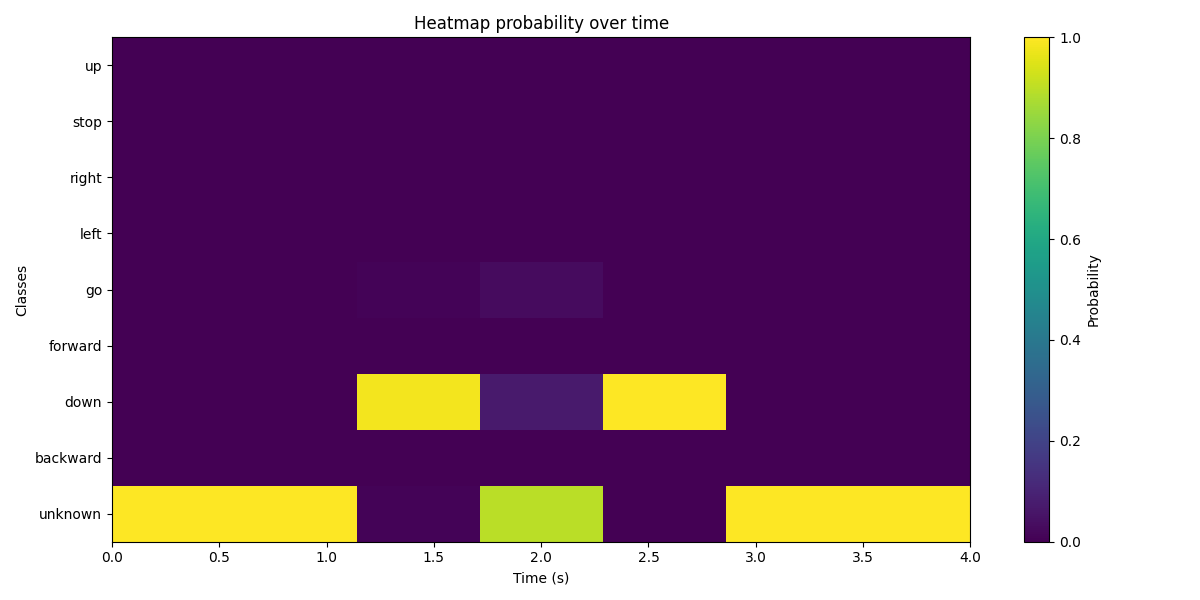 Heatmap probability over time
up
stop
right
left
go
forward
down
backward
unknown
Classes
0.0 0.5 1.0 1.5 2.0 2.5 3.0 3.5 4.0
Time (s)
1.0
0.8
0.6
0.4
0.2
0.0
Probability